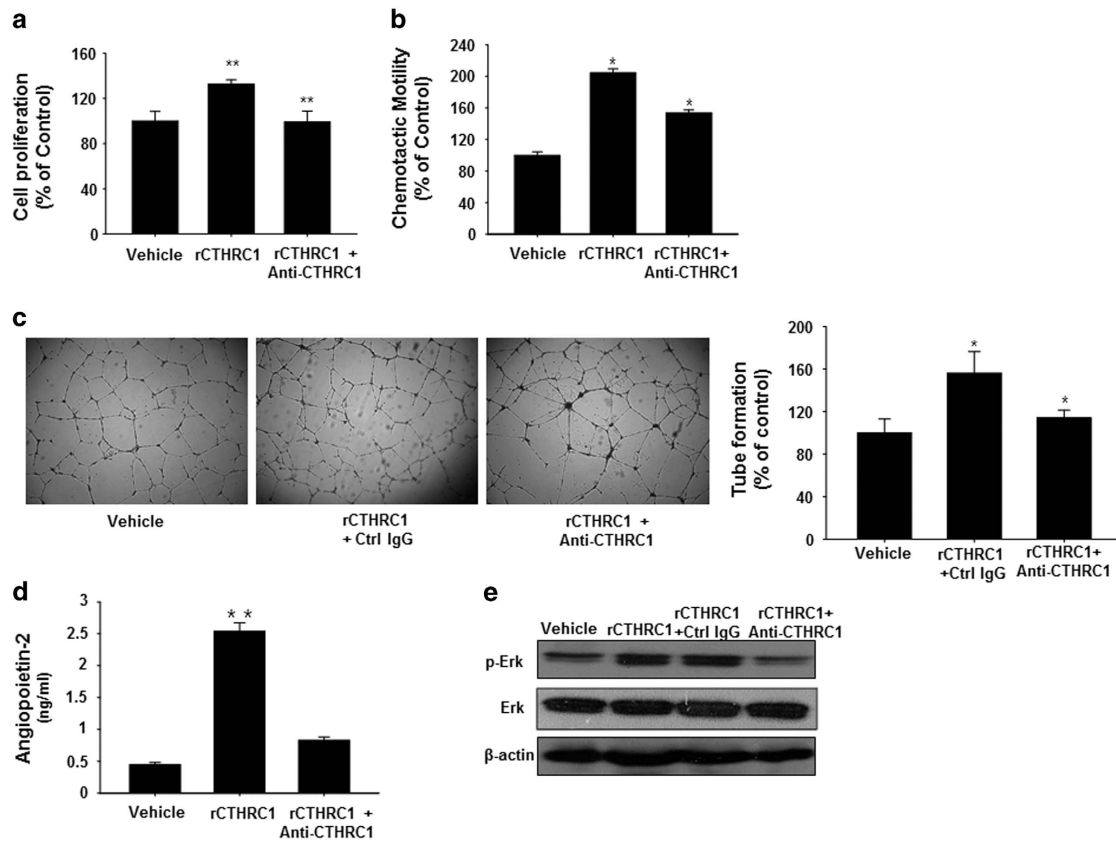 a
Cell proliferation
(% of Control)
160
120
80
40
0
**
**
Vehicle
rCTHRC1
rCTHRC1 +
Anti-CTHRC1
b
Chemotactic Motility
(% of Control)
240
200
160
120
80
40
0
*
*
Vehicle
rCTHRC1
rCTHRC1+
Anti-CTHRC1
c
Vehicle
rCTHRC1
+ Ctrl IgG
rCTHRC1 +
Anti-CTHRC1
Tube formation
(% of control)
200
160
120
80
40
0
*
*
Vehicle
rCTHRC1
+Ctrl IgG
rCTHRC1+
Anti-CTHRC1
d
Angiopoietin-2
(ng/ml)
3
2.5
2
1.5
1
0.5
0
* *
Vehicle
rCTHRC1
rCTHRC1 +
Anti-CTHRC1
e
Vehicle
rCTHRC1
rCTHRC1
+Ctrl IgG
rCTHRC1+
Anti-CTHRC1
p-Erk
Erk
β-actin